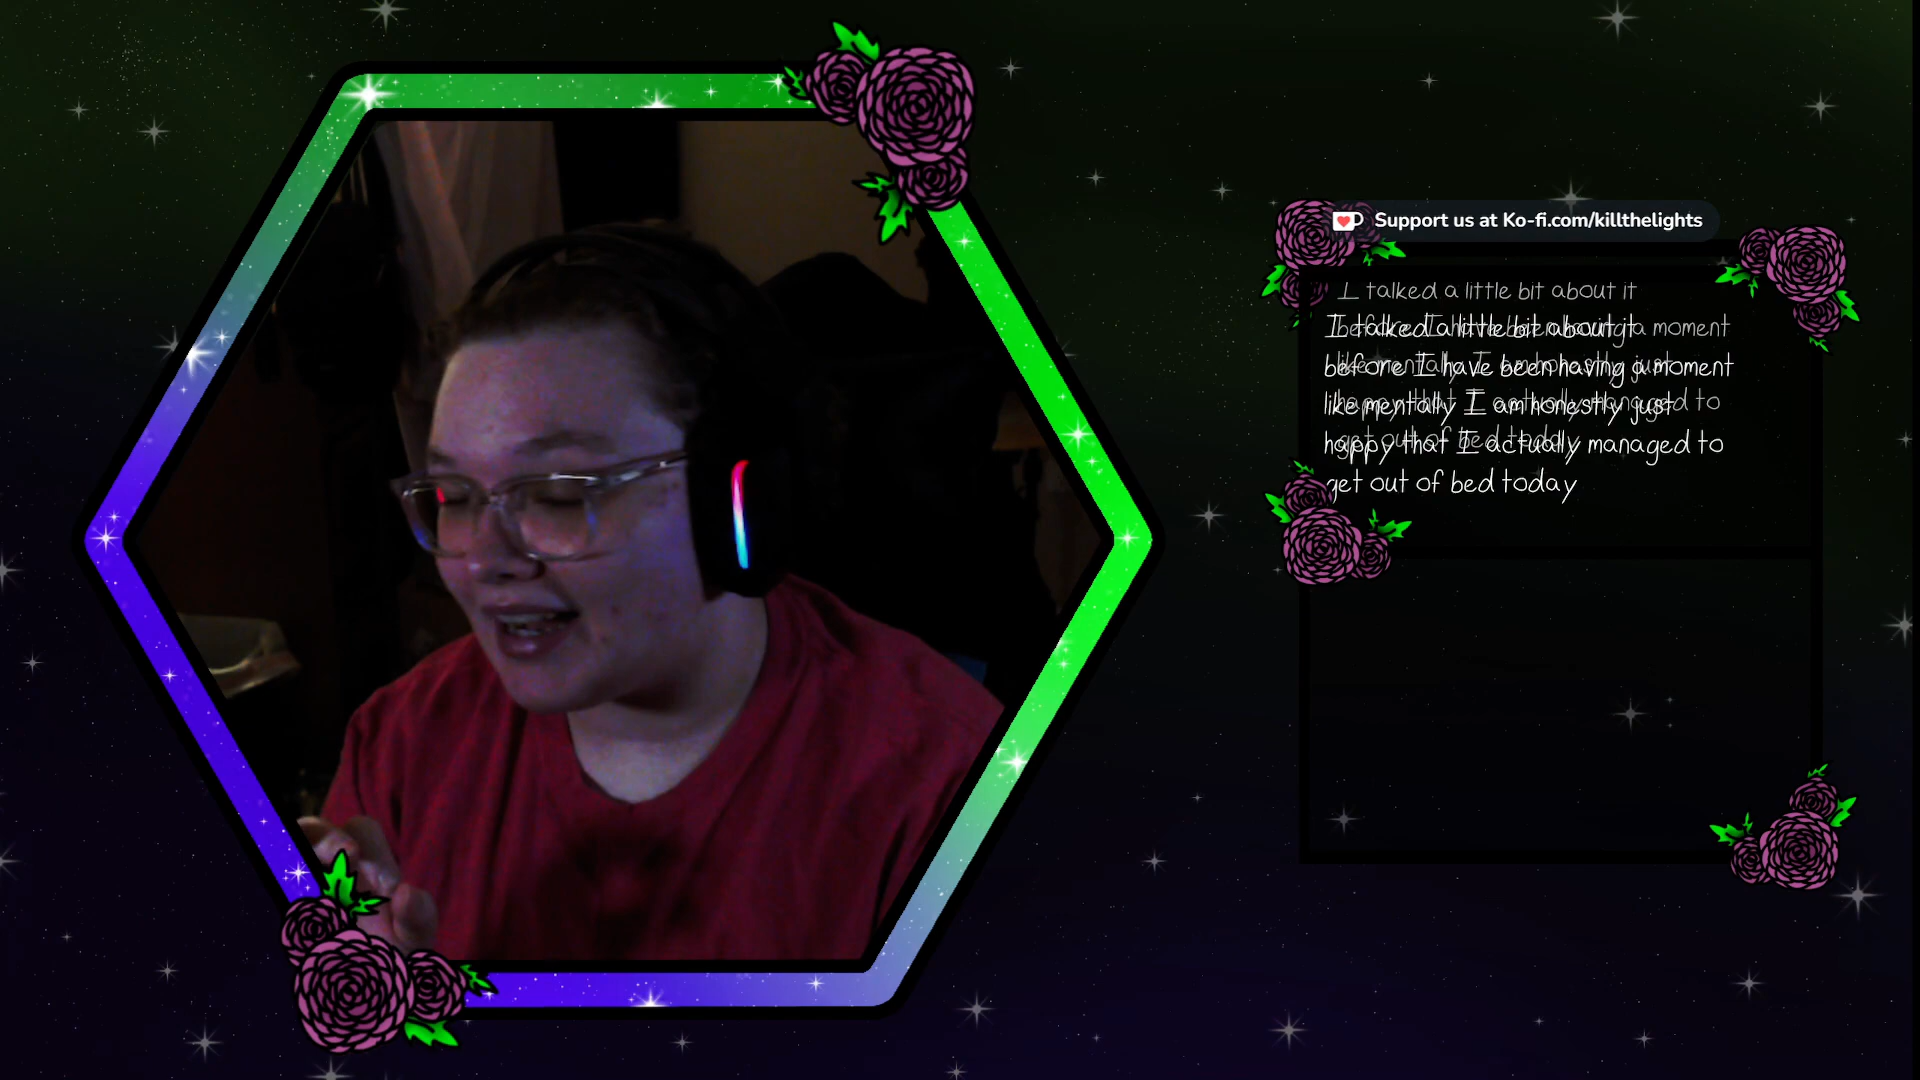 Support us at Ko-fi.com/killthelights
I talked a little bit about it
I talked a little bit about it
before I have been having a moment
like mentally I am honestly just
happy that I actually managed to
get out of bed today